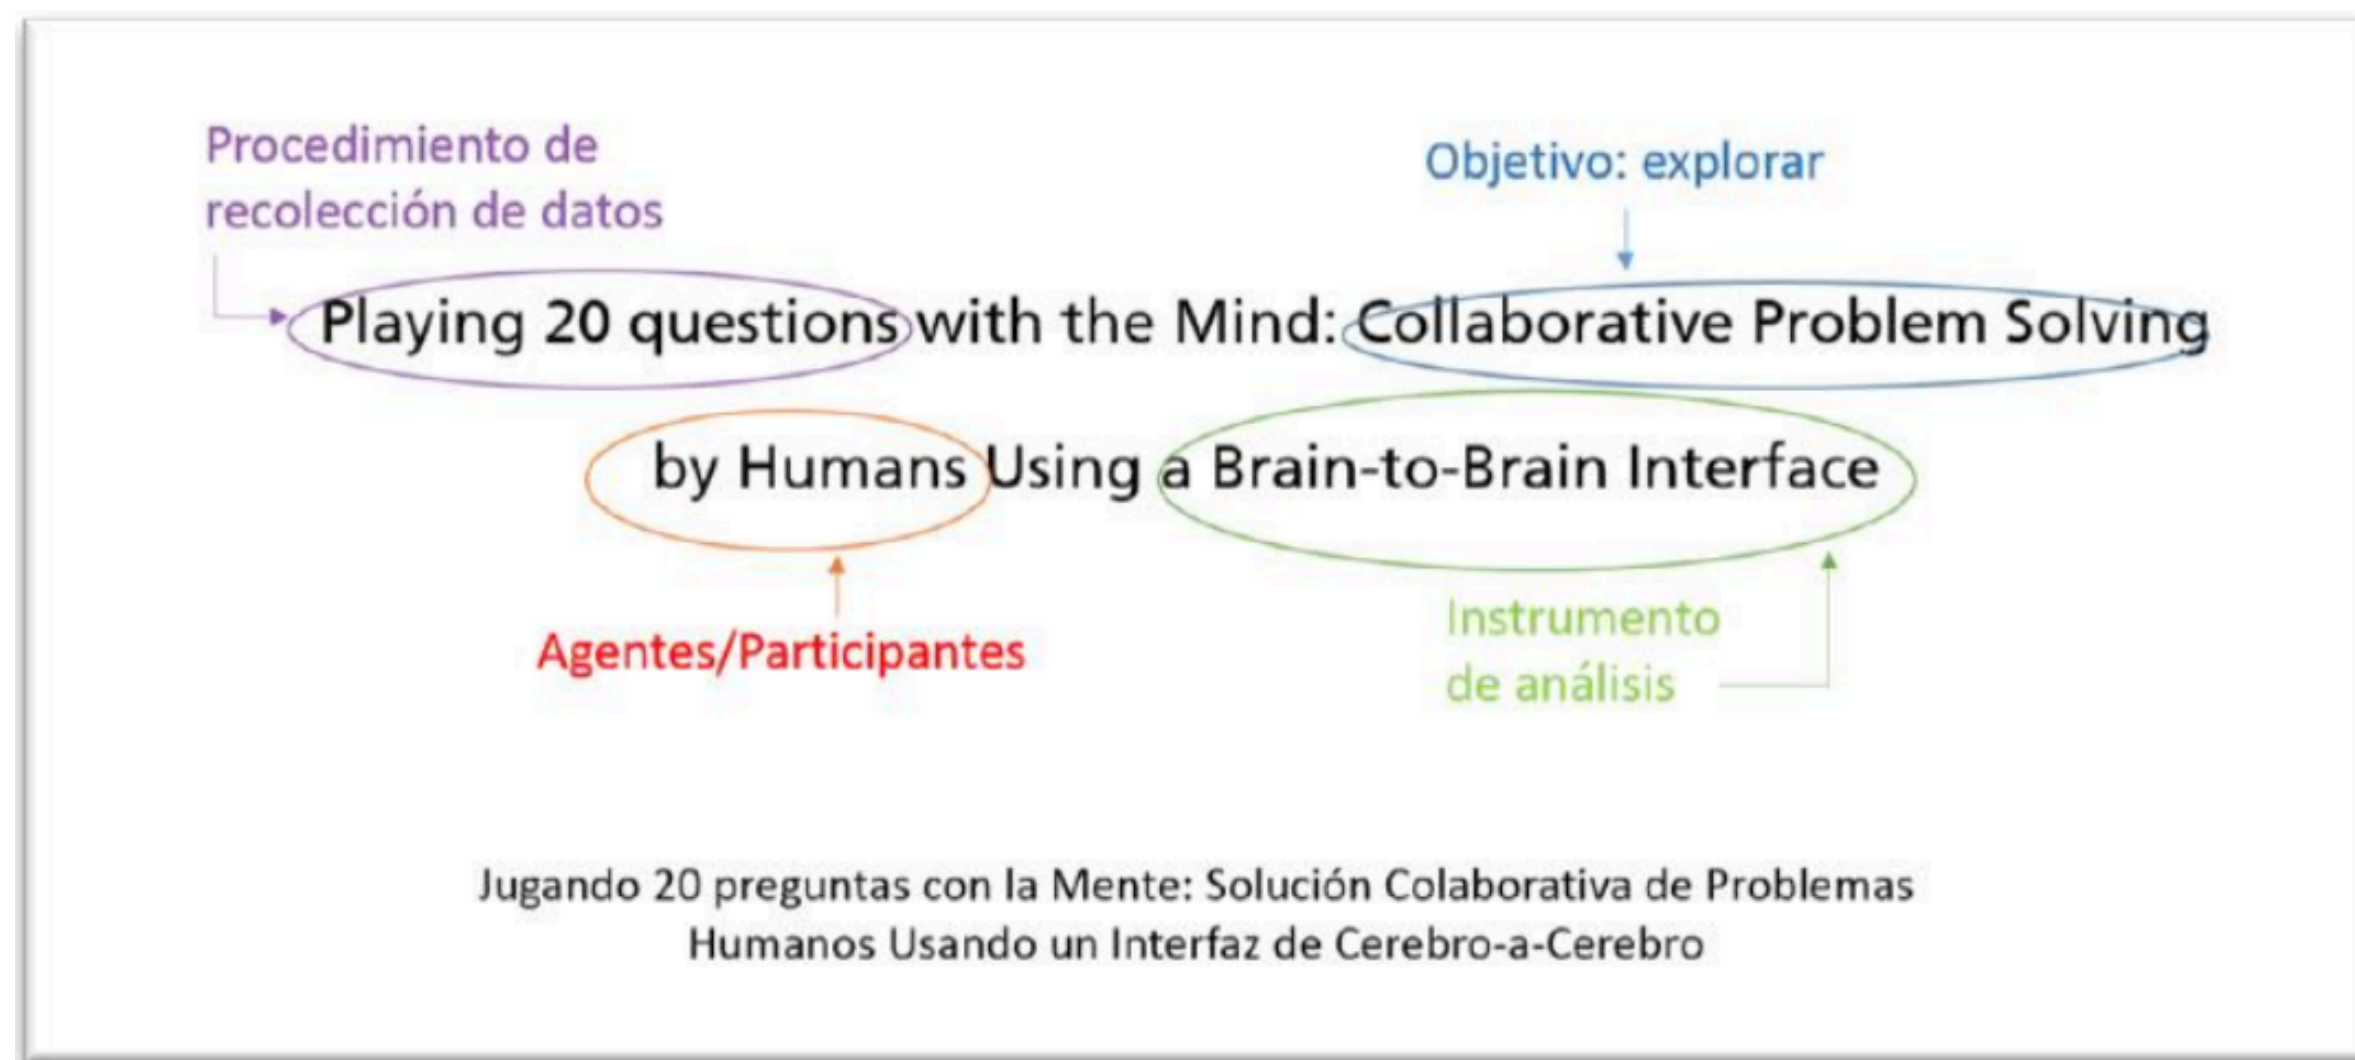 Procedimiento de
recolección de datos
Objetivo: explorar
Playing 20 questions with the Mind: Collaborative Problem Solving
by Humans Using a Brain-to-Brain Interface
Agentes/Participantes
Instrumento
de análisis
Jugando 20 preguntas con la Mente: Solución Colaborativa de Problemas
Humanos Usando un Interfaz de Cerebro-a-Cerebro